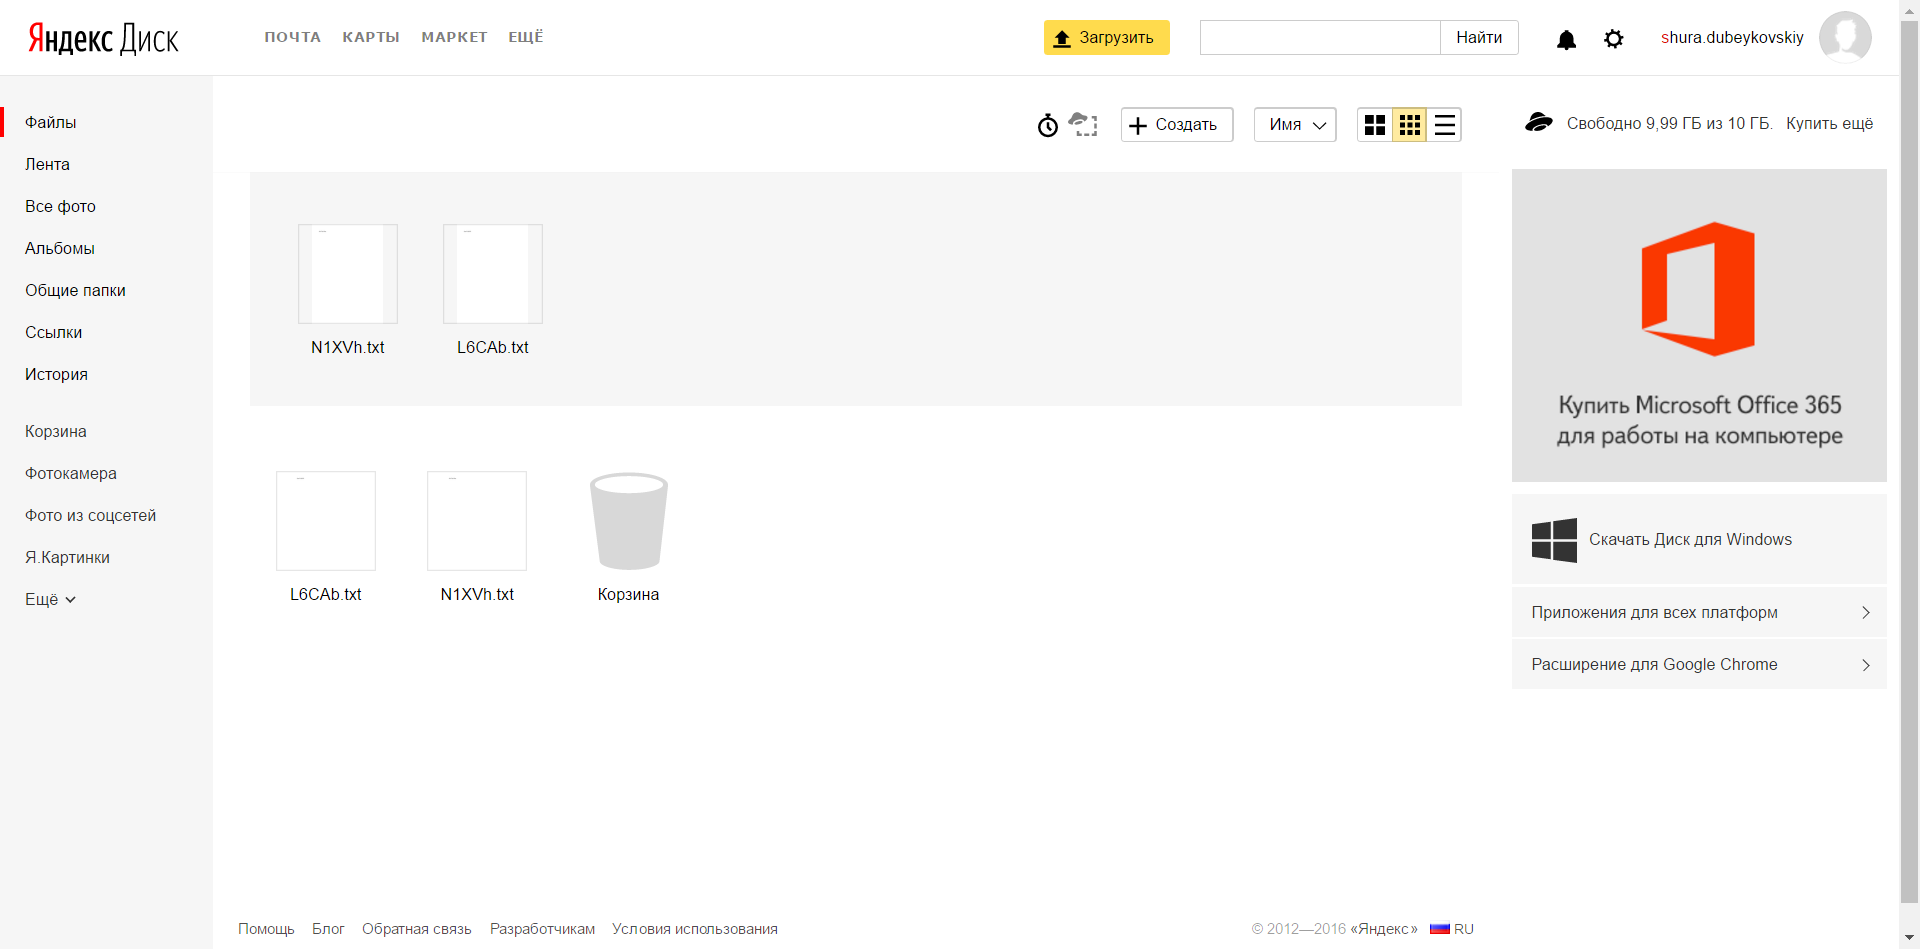 Яндекс Диск
ПОЧТА КАРТЫ МАРКЕТ ЕЩЁ
Загрузить
Найти
shura.dubeykovskiy
Файлы
Лента
Все фото
Альбомы
Общие папки
Ссылки
История
Корзина
Фотокамера
Фото из соцсетей
Я.Картинки
Ещё
Создать
Имя
Свободно 9,99 ГБ из 10 ГБ. Купить ещё
N1XVh.txt L6CAb.txt
L6CAb.txt N1XVh.txt Корзина
Купить Microsoft Office 365
для работы на компьютере
Скачать Диск для Windows
Приложения для всех платформ
Расширение для Google Chrome
Помощь Блог Обратная связь Разработчикам Условия использования
© 2012—2016 «Яндекс» RU